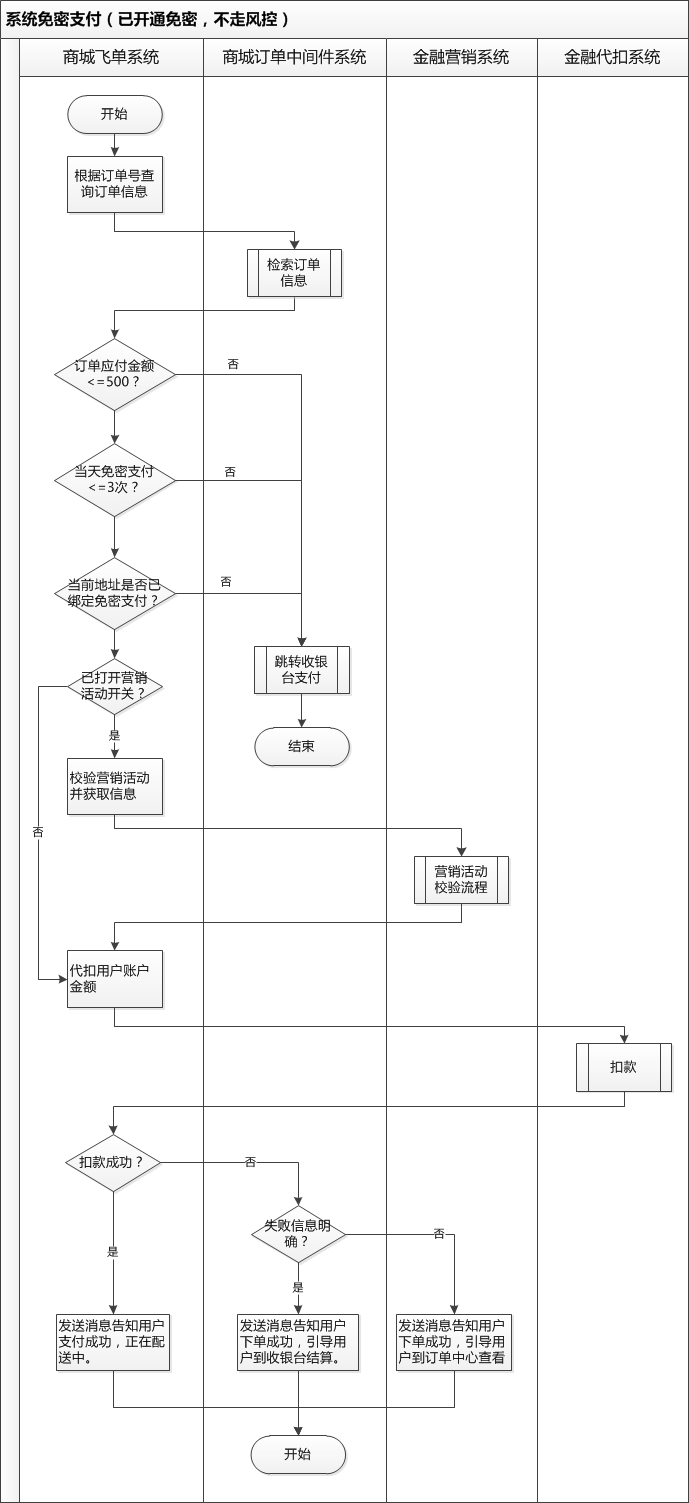 系统免密支付（已开通免密，不走风控）
商城飞单系统
商城订单中间件系统
金融营销系统
金融代扣系统
开始
根据订单号查
询订单信息
检索订单
信息
订单应付金额
<=500？
否
当天免密支付
<=3次？
否
当前地址是否已
绑定免密支付？
否
已打开营销
活动开关？
跳转收银
台支付
是
结束
校验营销活动
并获取信息
否
营销活动
校验流程
代扣用户账户
金额
扣款
扣款成功？
否
失败信息明
确？
否
是
是
发送消息告知用户
支付成功，正在配
送中。
发送消息告知用户
下单成功，引导用
户到收银台结算。
发送消息告知用户
下单成功，引导用
户到订单中心查看
开始